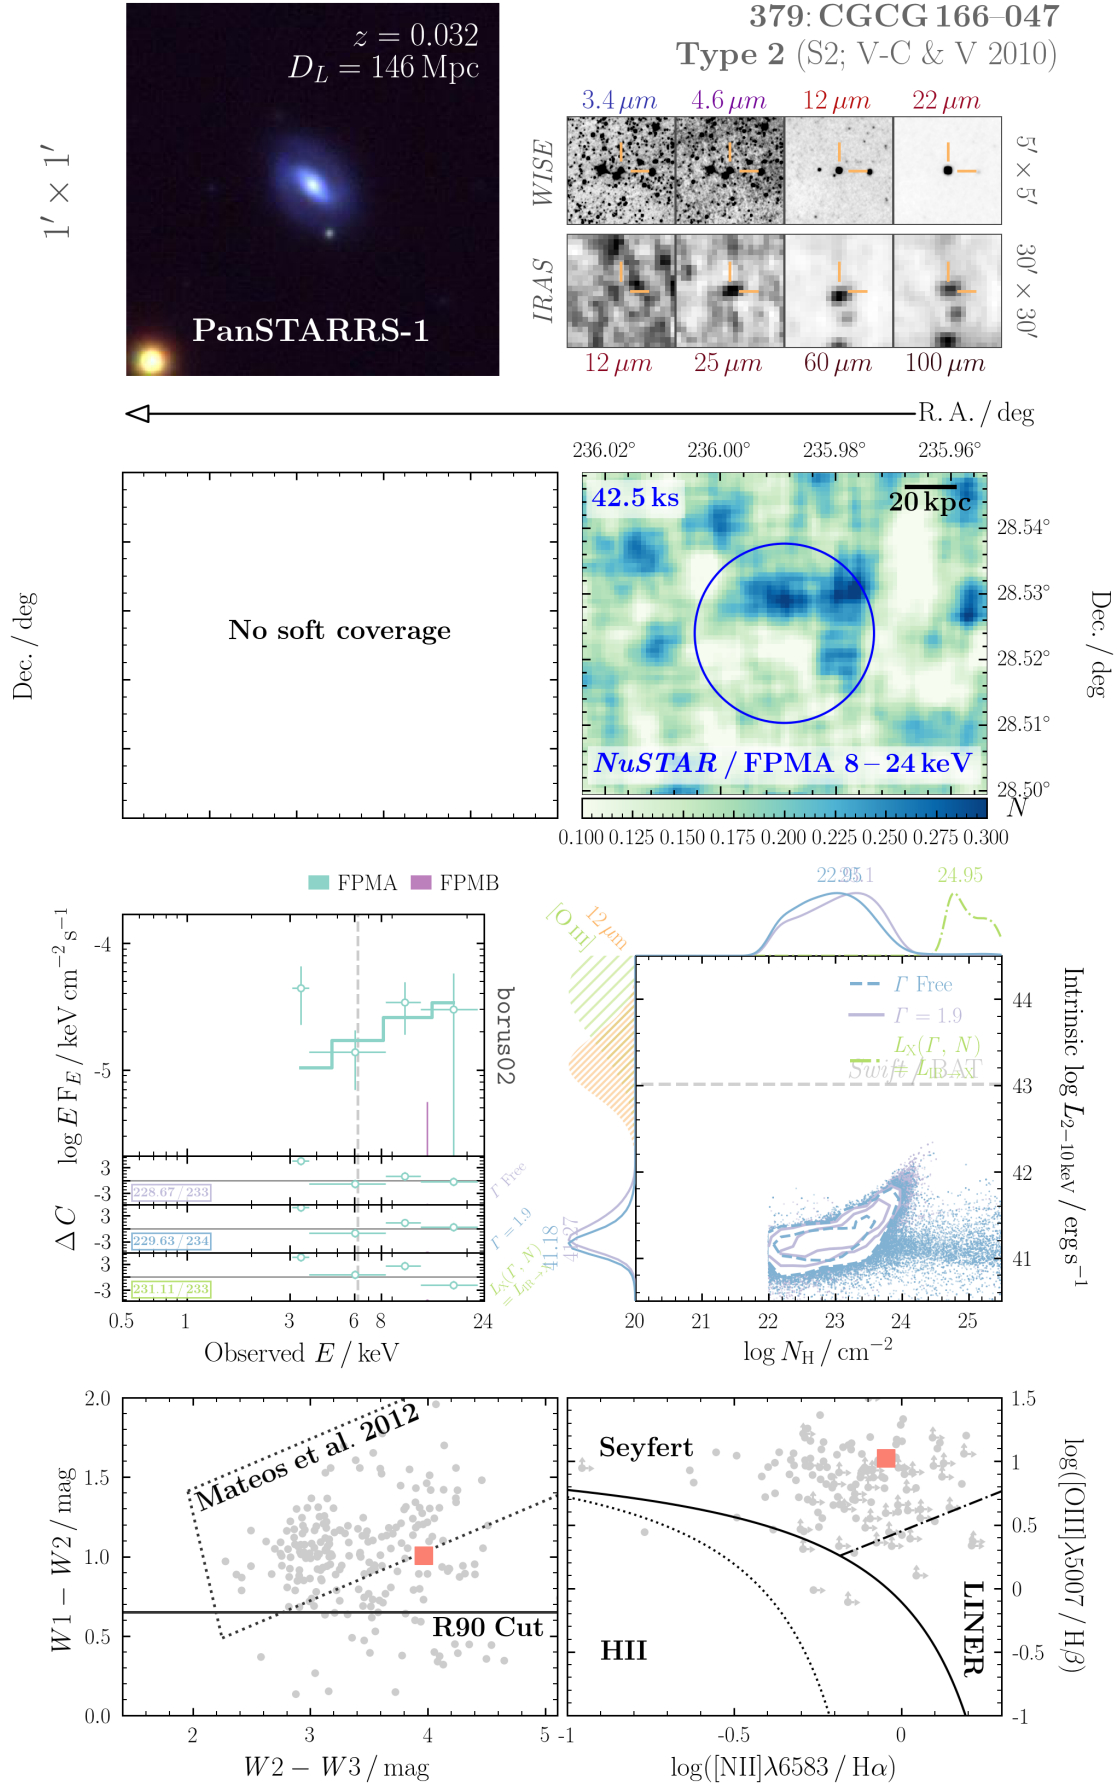 z = 0.032
D_L = 146 Mpc
1′ × 1′
PanSTARRS-1
379: CGCG 166–047
Type 2 (S2; V-C & V 2010)
3.4 μm 4.6 μm 12 μm 22 μm
WISE
5′ × 5′
IRAS
30′ × 30′
12 μm 25 μm 60 μm 100 μm
R. A. / deg
236.02° 236.00° 235.98° 235.96°
No soft coverage
Dec. / deg
42.5 ks
20 kpc
NuSTAR / FPMA 8 – 24 keV
28.54°
28.53°
28.52°
28.51°
28.50°
Dec. / deg
N
0.100 0.125 0.150 0.175 0.200 0.225 0.250 0.275 0.300
FPMA FPMB
log E F_E / keV cm⁻² s⁻¹
-4
-5
borus02
Δ C
3
-3
228.67 / 233
3
-3
229.63 / 234
3
-3
231.11 / 233
Γ Free
Γ = 1.9
L_X(Γ, N)
= L_IR→X
0.5 1 3 6 8 24
Observed E / keV
22.95 24.95
[O III]
12 μm
41.18
41.27
Γ Free
Γ = 1.9
L_X(Γ, N)
Swift / BAT
44
43
42
41
Intrinsic log L_2−10 keV / erg s⁻¹
20 21 22 23 24 25
log N_H / cm⁻²
Mateos et al. 2012
R90 Cut
2.0
1.5
1.0
0.5
0.0
W1 − W2 / mag
2 3 4 5
W2 − W3 / mag
Seyfert
HII
LINER
1.5
1
0.5
0
-0.5
-1
log([OIII]λ5007 / Hβ)
-1 -0.5 0
log([NII]λ6583 / Hα)